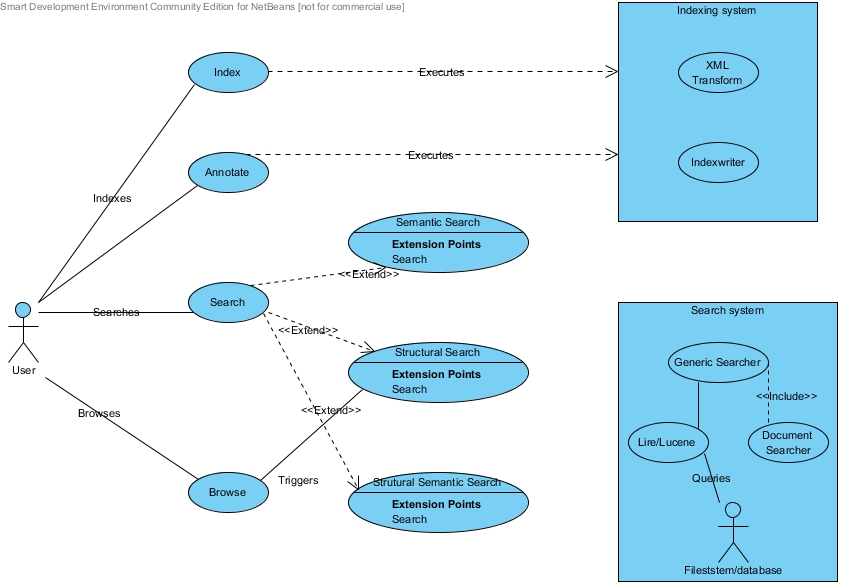 Smart Development Environment Community Edition for NetBeans [not for commercial use]
Indexing system
Index
Executes
XML
Transform
Annotate
Executes
Indexwriter
Indexes
Semantic Search
Extension Points
Search
<<Extend>>
Search
Searches
<<Extend>>
User
Structural Search
Extension Points
Search
Browses
<<Extend>>
Triggers
Browse
Strutural Semantic Search
Extension Points
Search
Search system
Generic Searcher
<<Include>>
Lire/Lucene
Document
Searcher
Queries
Fileststem/database